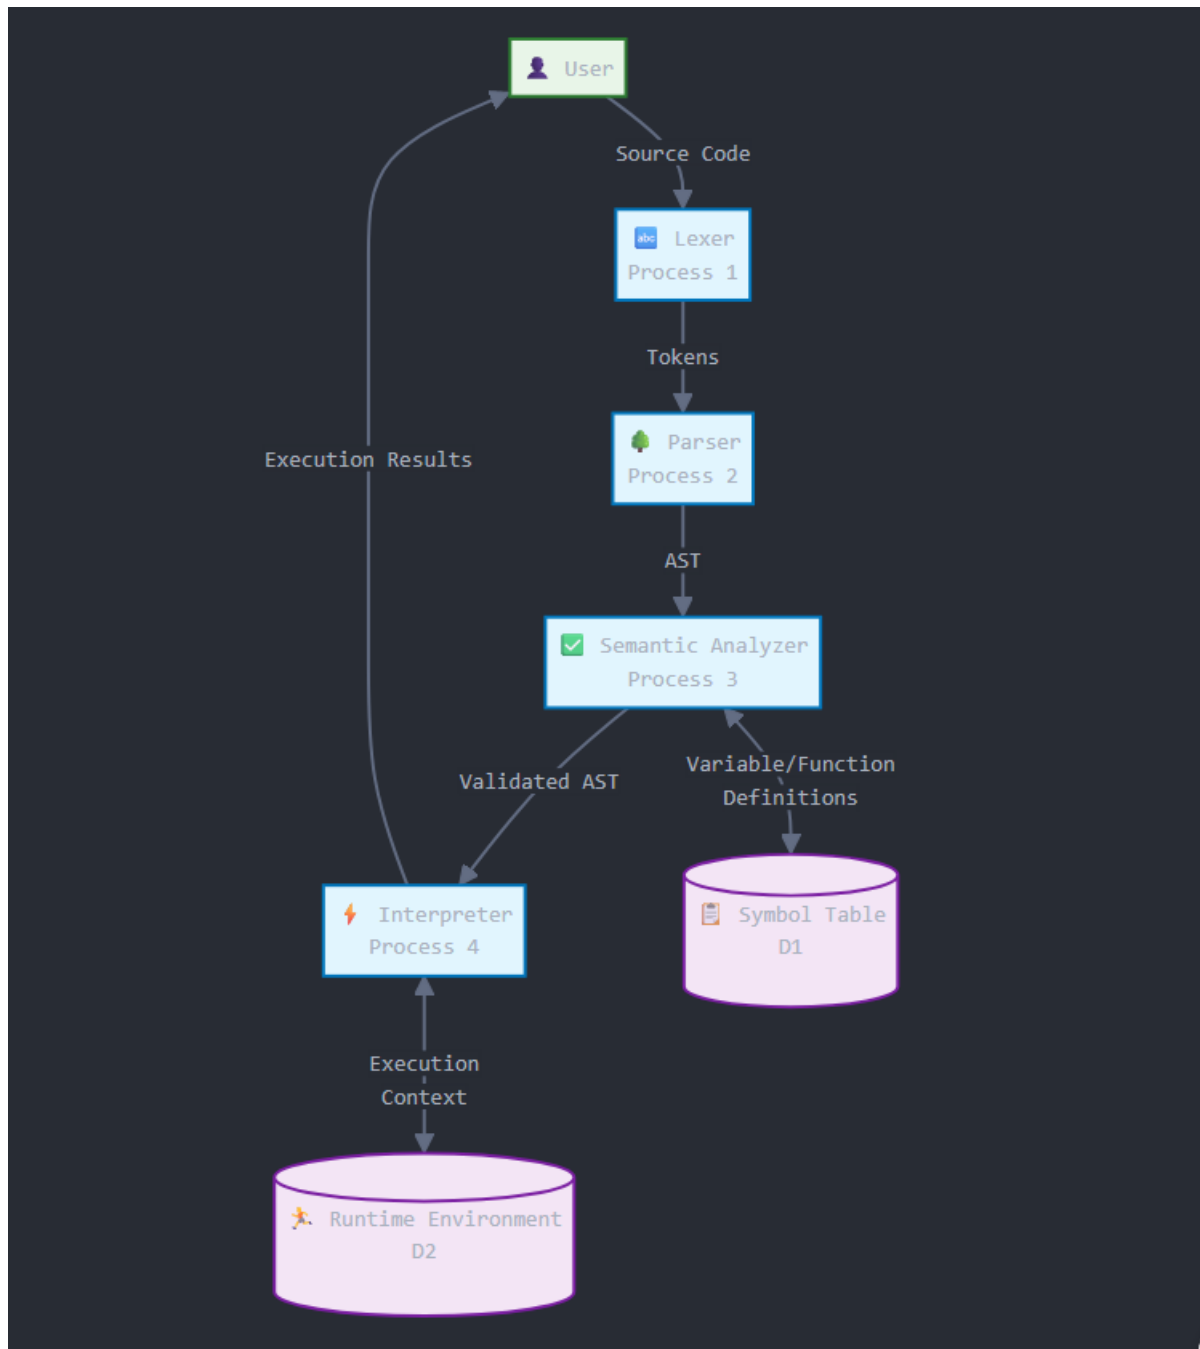 User
Source Code
abc Lexer
Process 1
Tokens
Parser
Process 2
Execution Results
AST
Semantic Analyzer
Process 3
Variable/Function
Definitions
Validated AST
Interpreter
Process 4
Symbol Table
D1
Execution
Context
Runtime Environment
D2